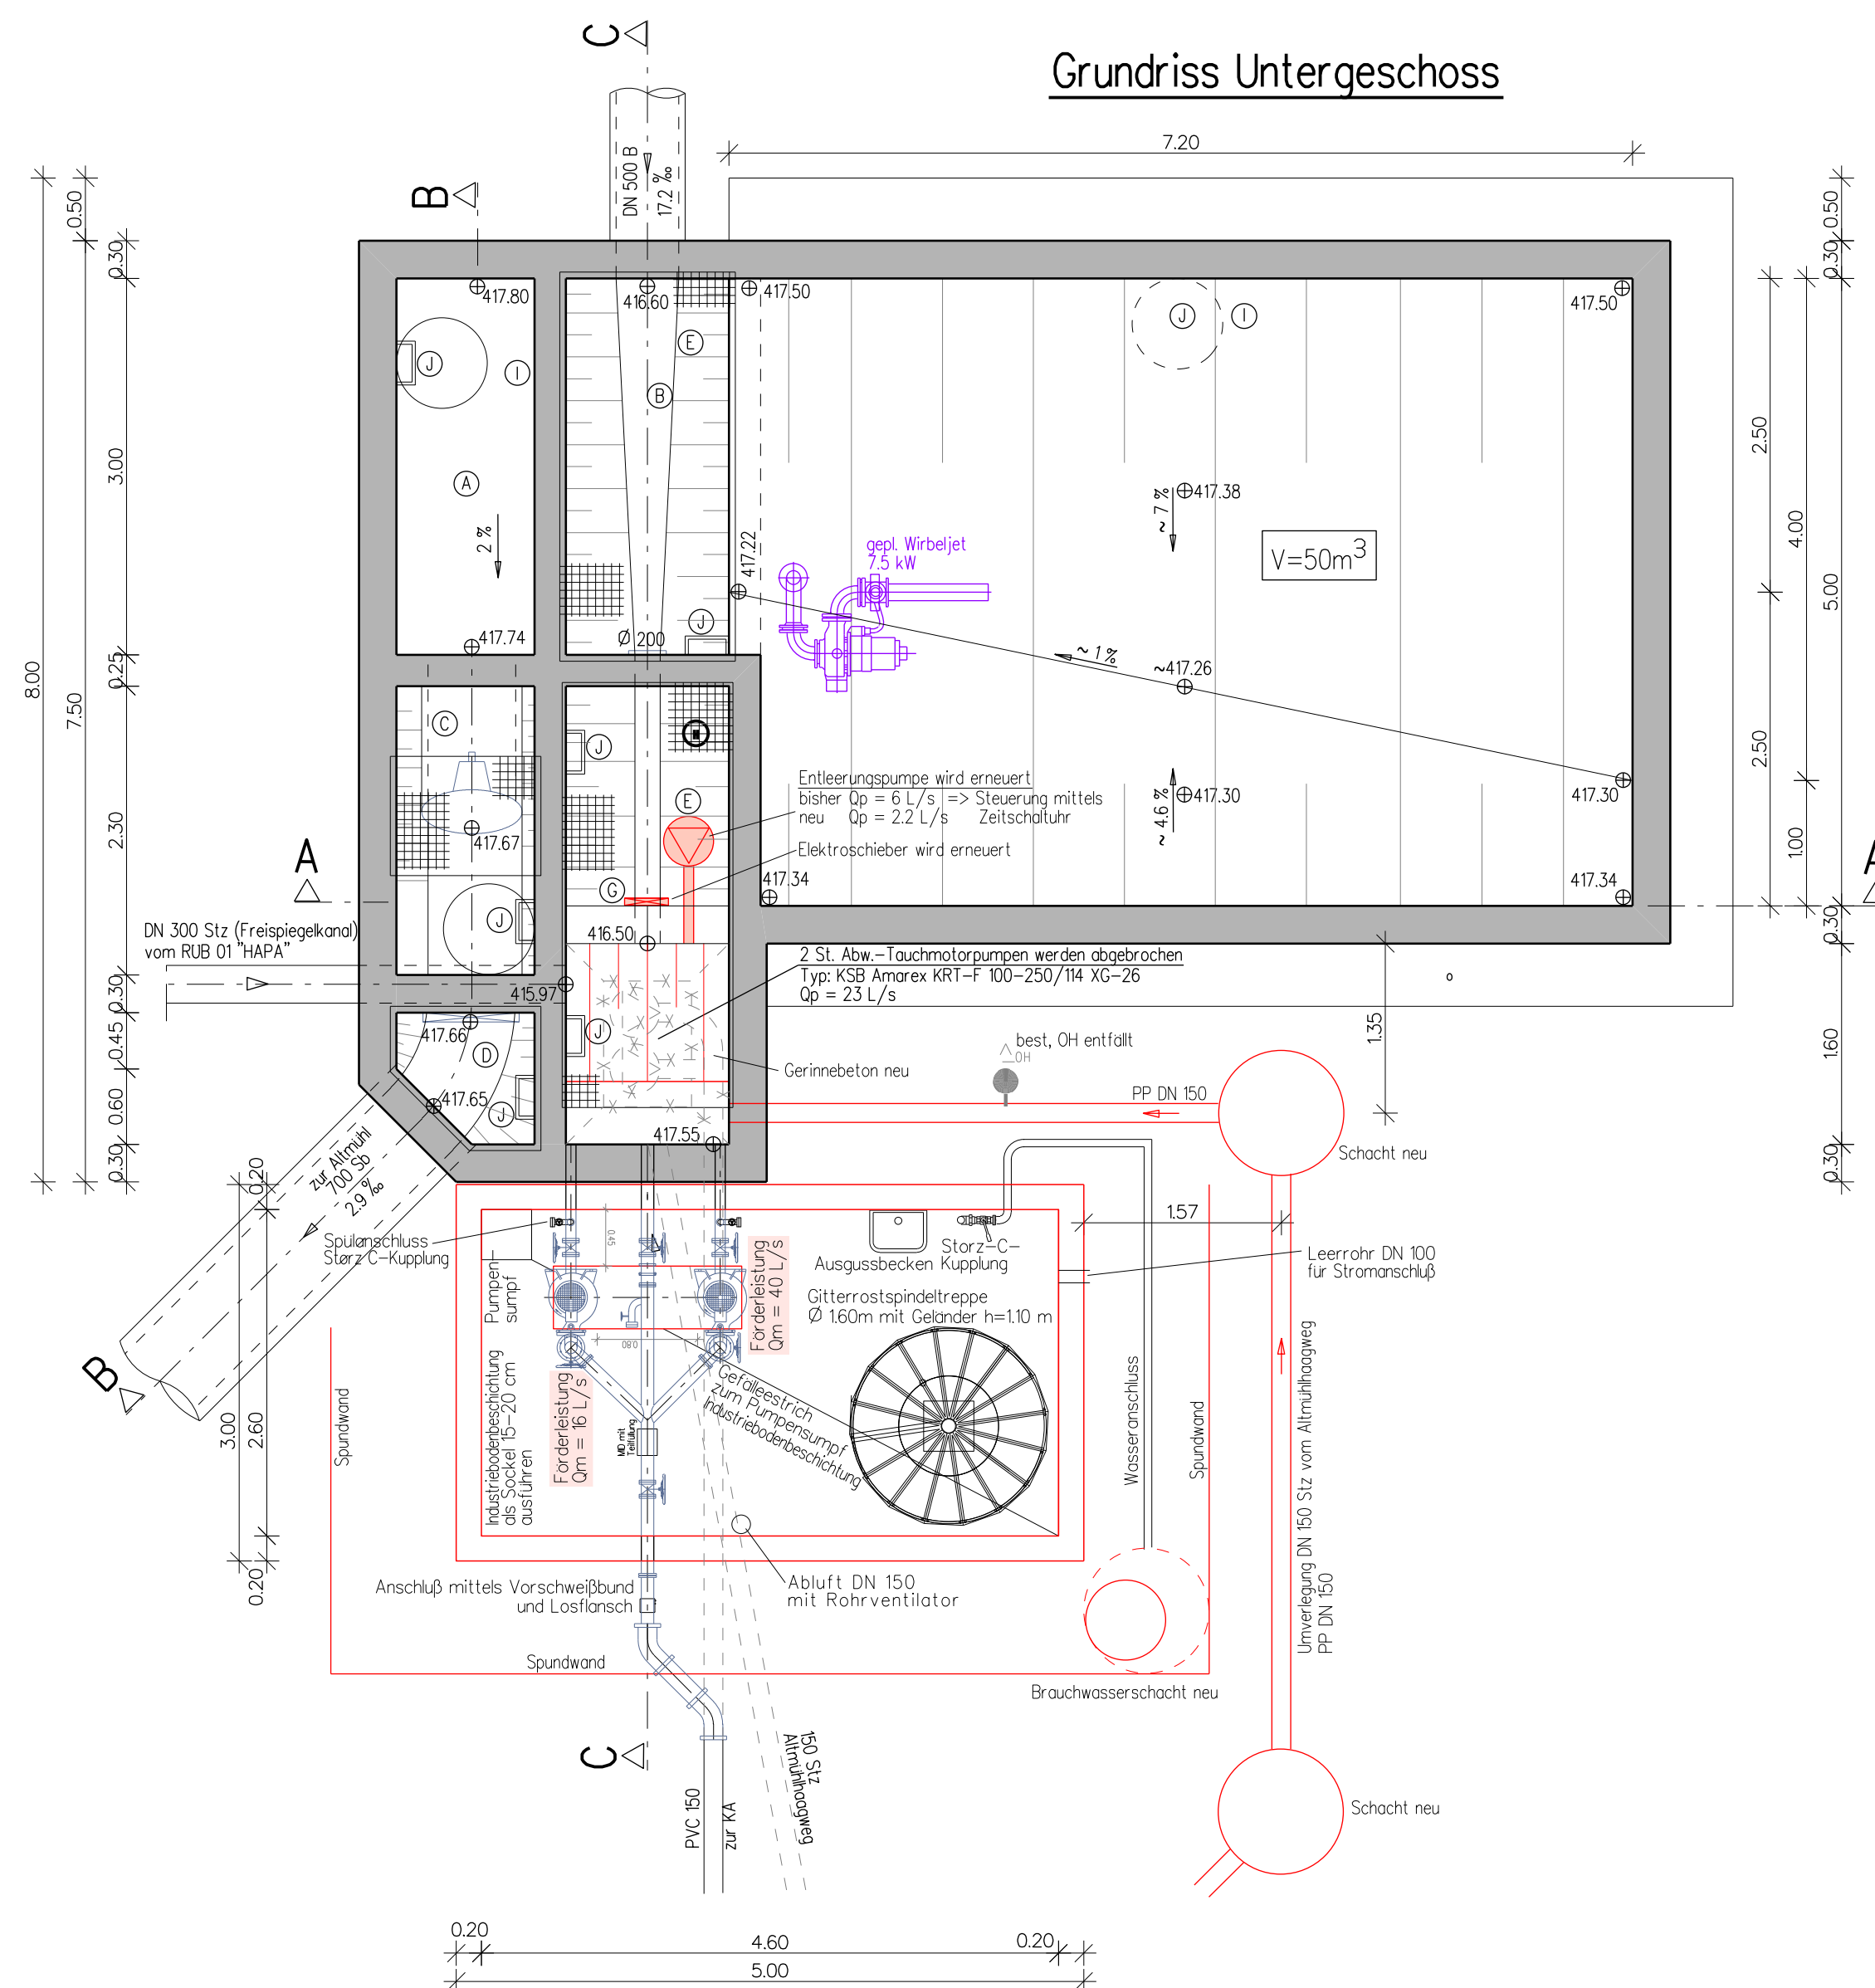 Grundriss Untergeschoss
C
B
DN 500 B
17.2 ‰
7.20
0.50
0.30
3.00
0.25
2.30
0.30
0.45
0.60
0.30
8.00
7.50
0.50
0.30
5.00
0.30
1.60
0.30
2.50
2.50
4.00
1.00
417.80
416.60
417.50
417.50
J
I
E
B
J
I
A
2 %
417.74
Ø 200
J
417.22
gepl. Wirbeljet
7.5 kW
~ 7 %
417.38
V=50m³
~ 1 %
~417.26
417.30
~ 4.6 %
417.30
417.34
417.34
C
J
E
417.67
J
G
Entleerungspumpe wird erneuert
bisher Qp = 6 L/s => Steuerung mittels
neu Qp = 2.2 L/s Zeitschaltuhr
Elektroschieber wird erneuert
A
A
DN 300 Stz (Freispiegelkanal)
vom RÜB 01 "HAPA"
416.50
415.97
2 St. Abw.-Tauchmotorpumpen werden abgebrochen
Typ: KSB Amarex KRT-F 100-250/114 XG-26
Qp = 23 L/s
417.66
D
J
417.65
J
417.55
Gerinnebeton neu
best, OH entfällt
OH
PP DN 150
1.35
Schacht neu
zur Altmühl
700 Sb
2.9 ‰
B
0.20
3.00
2.60
0.20
Spülanschluss
Storz C-Kupplung
0.45
0.80
Pumpen-
sumpf
Förderleistung
Qm = 40 L/s
Förderleistung
Qm = 16 L/s
Industriebodenbeschichtung
als Sockel 15-20 cm
ausführen
MID mit
Teilfüllung
Ausgussbecken
Storz-C-
Kupplung
Gitterrostspindeltreppe
Ø 1.60m mit Geländer h=1.10 m
Gefälleestrich
zum Pumpensumpf
Industriebodenbeschichtung
1.57
Leerrohr DN 100
für Stromanschluß
Wasseranschluss
Spundwand
Spundwand
Spundwand
Umverlegung DN 150 Stz vom Altmühlhaagweg
PP DN 150
Abluft DN 150
mit Rohrventilator
Anschluß mittels Vorschweißbund
und Losflansch
Brauchwasserschacht neu
C
150 Stz
Altmühlhaagweg
PVC 150
zur KA
Schacht neu
0.20
4.60
0.20
5.00